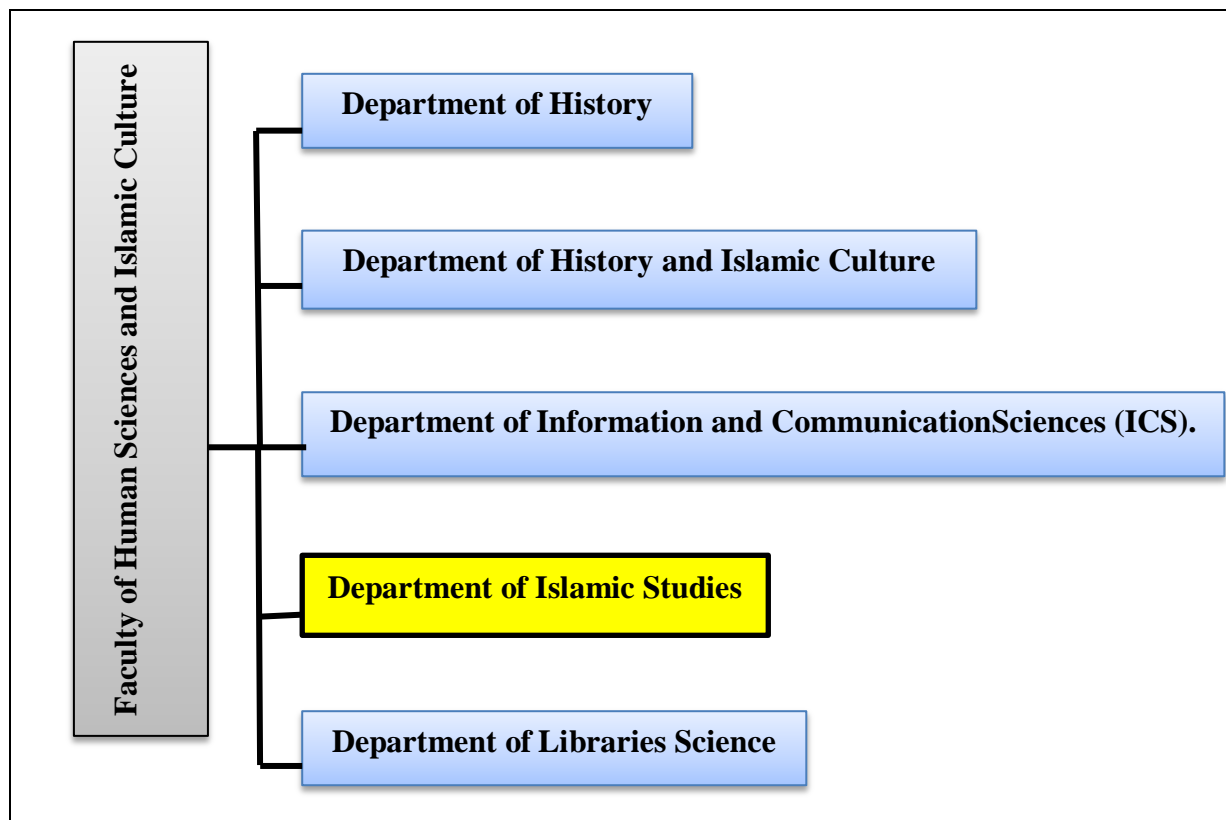 Faculty of Human Sciences and Islamic Culture
Department of History
Department of History and Islamic Culture
Department of Information and CommunicationSciences (ICS).
Department of Islamic Studies
Department of Libraries Science